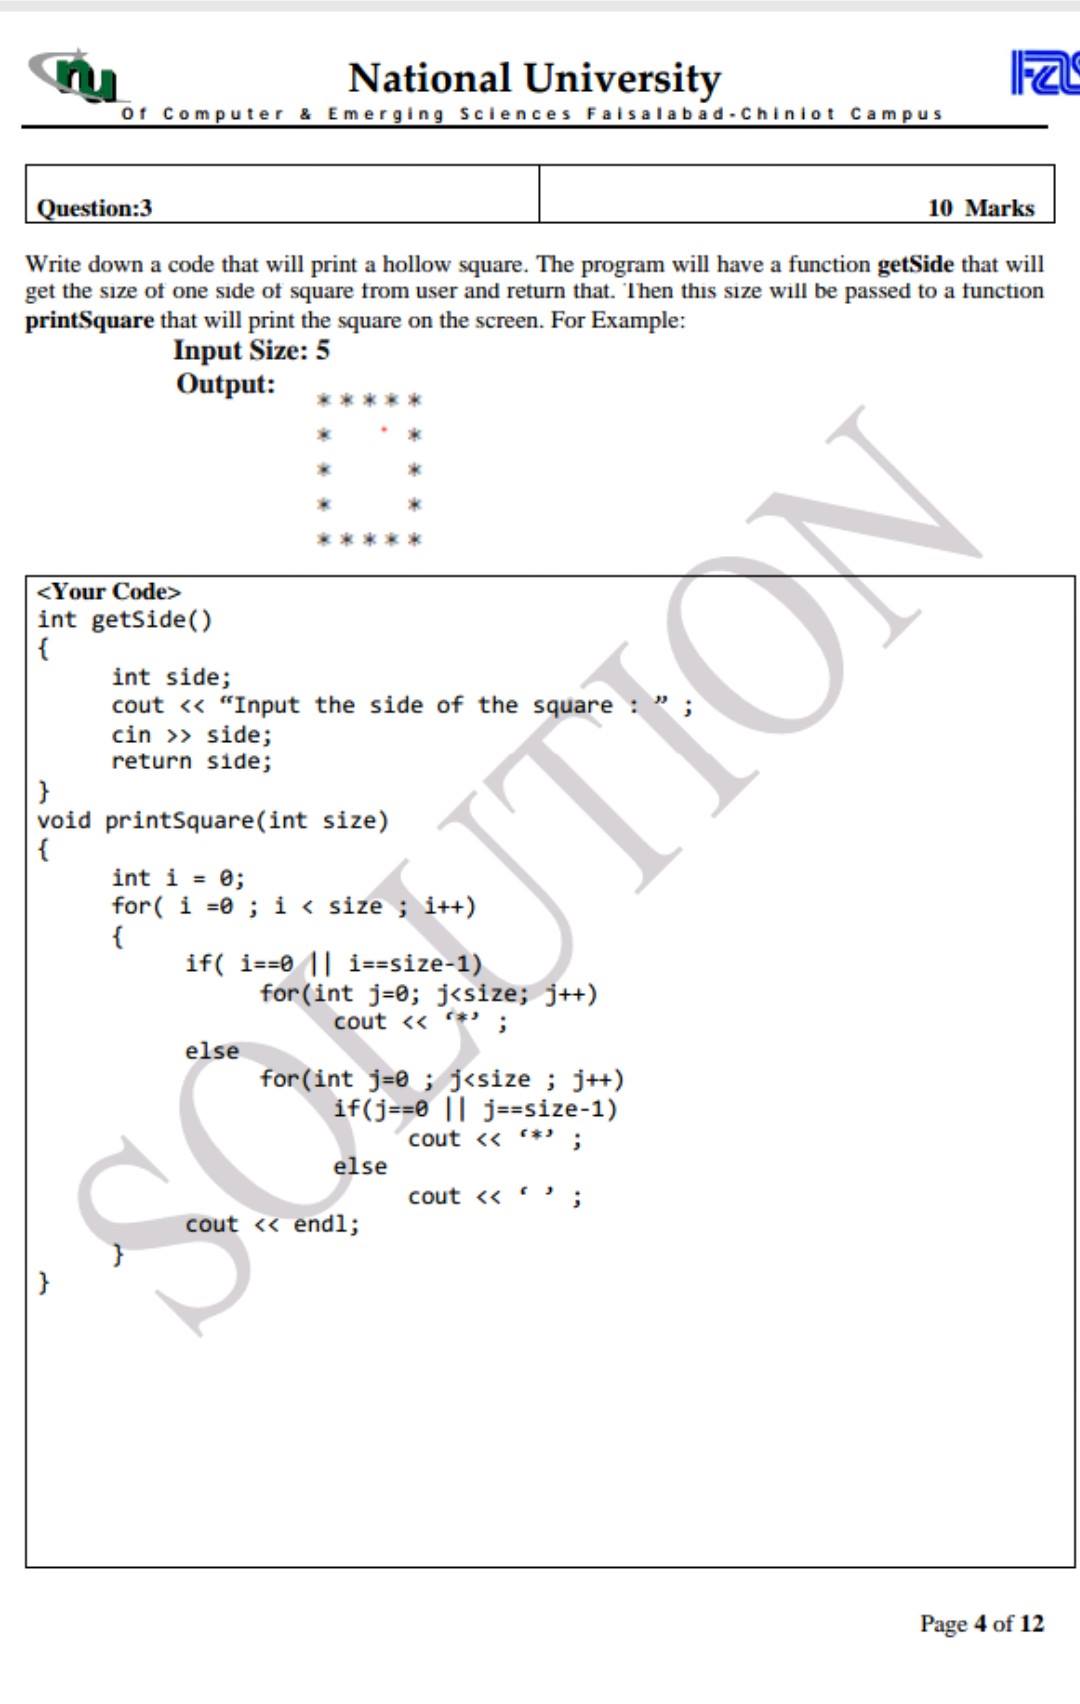 nu
National University
FAS
Of Computer & Emerging Sciences Faisalabad-Chiniot Campus
Question:3
10 Marks
Write down a code that will print a hollow square. The program will have a function getSide that will
get the size of one side of square from user and return that. Then this size will be passed to a function
printSquare that will print the square on the screen. For Example:
Input Size: 5
Output:
* * * * *
*       *
*       *
*       *
* * * * *
<Your Code>
int getSide()
{
int side;
cout << “Input the side of the square : ” ;
cin >> side;
return side;
}
void printSquare(int size)
{
int i = 0;
for( i =0 ; i < size ; i++)
{
if( i==0 || i==size-1)
for(int j=0; j<size; j++)
cout << ‘*’ ;
else
for(int j=0 ; j<size ; j++)
if(j==0 || j==size-1)
cout << ‘*’ ;
else
cout << ‘ ’ ;
cout << endl;
}
}
SOLUTION
Page 4 of 12